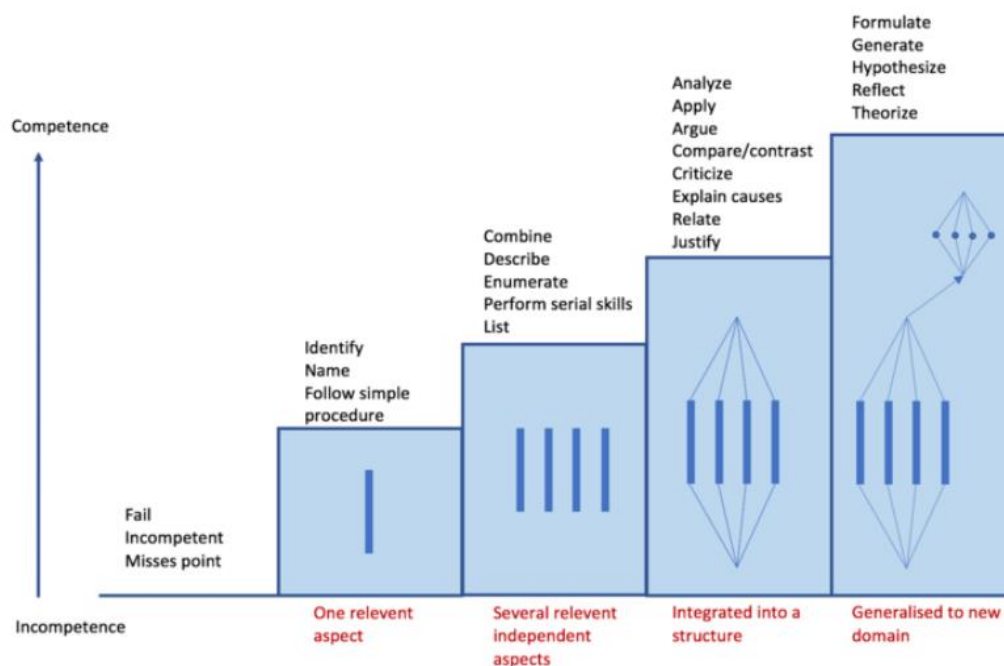 Competence
Incompetence
Fail
Incompetent
Misses point
Identify
Name
Follow simple
procedure
One relevent
aspect
Combine
Describe
Enumerate
Perform serial skills
List
Several relevent
independent
aspects
Analyze
Apply
Argue
Compare/contrast
Criticize
Explain causes
Relate
Justify
Integrated into a
structure
Formulate
Generate
Hypothesize
Reflect
Theorize
Generalised to new
domain